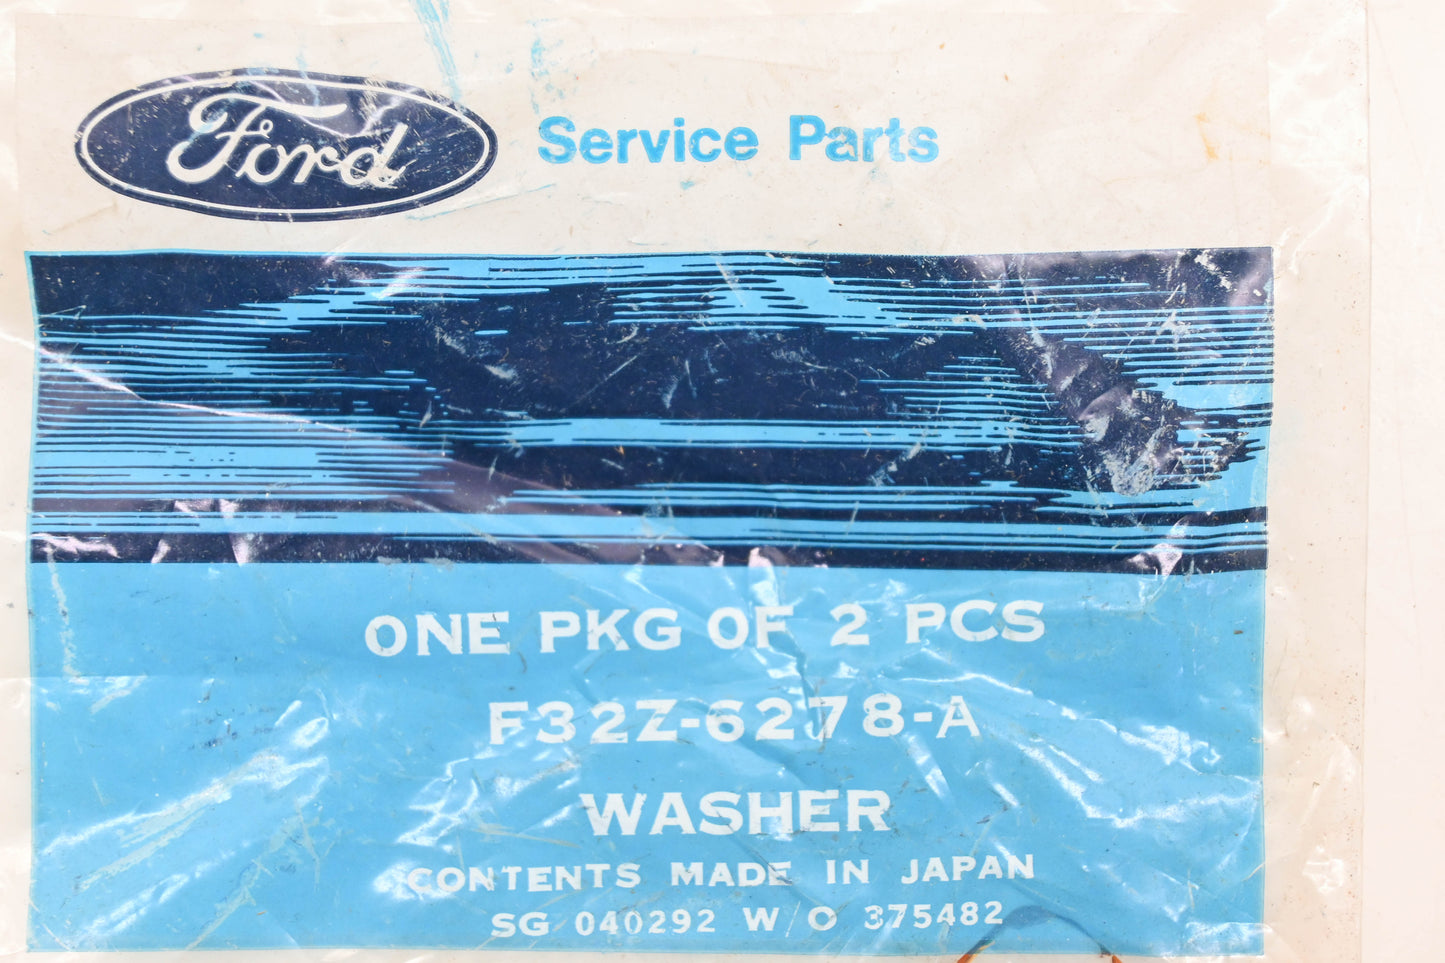 Ford Service Parts
ONE PKG OF 2 PCS
F32Z-6278-A
WASHER
CONTENTS MADE IN JAPAN
SG 040292 W/O 375482